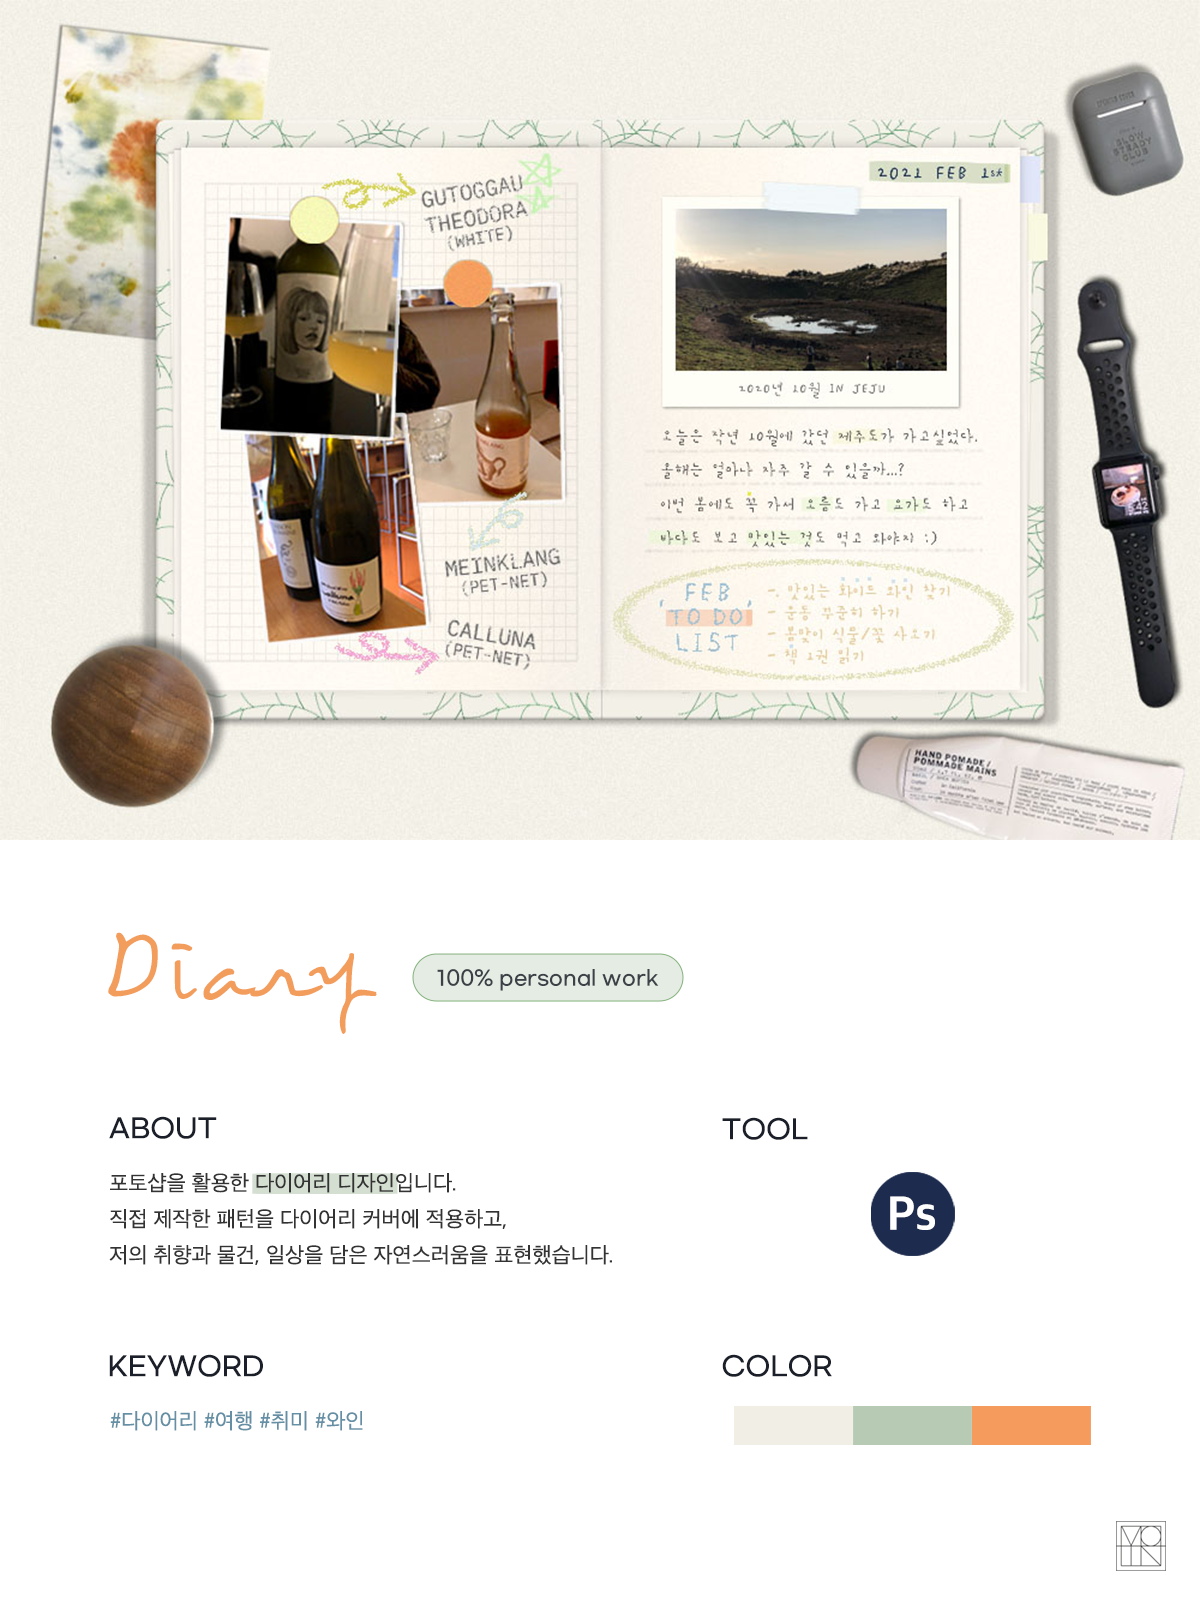 GUTOGGAU
THEODORA
(WHITE)
MEINKLANG
(PET-NET)
CALLUNA
(PET-NET)
2021 FEB 1st
2020년 10월 IN JEJU
오늘은 작년 10월에 갔던 제주도가 가고싶었다.
올해는 얼마나 자주 갈 수 있을까...?
이번 봄에도 꼭 가서 오름도 가고 요가도 하고
바다도 보고 맛있는 것도 먹고 와야지 :)
FEB
'TO DO'
LIST
-. 맛있는 화이트 와인 찾기
- 운동 꾸준히 하기
- 봄맞이 식물/꽃 사오기
- 책 2권 읽기
SLOW
STEADY
CLUB
HAND POMADE /
POMMADE MAINS
Diary
100% personal work
ABOUT
포토샵을 활용한 다이어리 디자인입니다.
직접 제작한 패턴을 다이어리 커버에 적용하고,
저의 취향과 물건, 일상을 담은 자연스러움을 표현했습니다.
TOOL
Ps
KEYWORD
#다이어리 #여행 #취미 #와인
COLOR